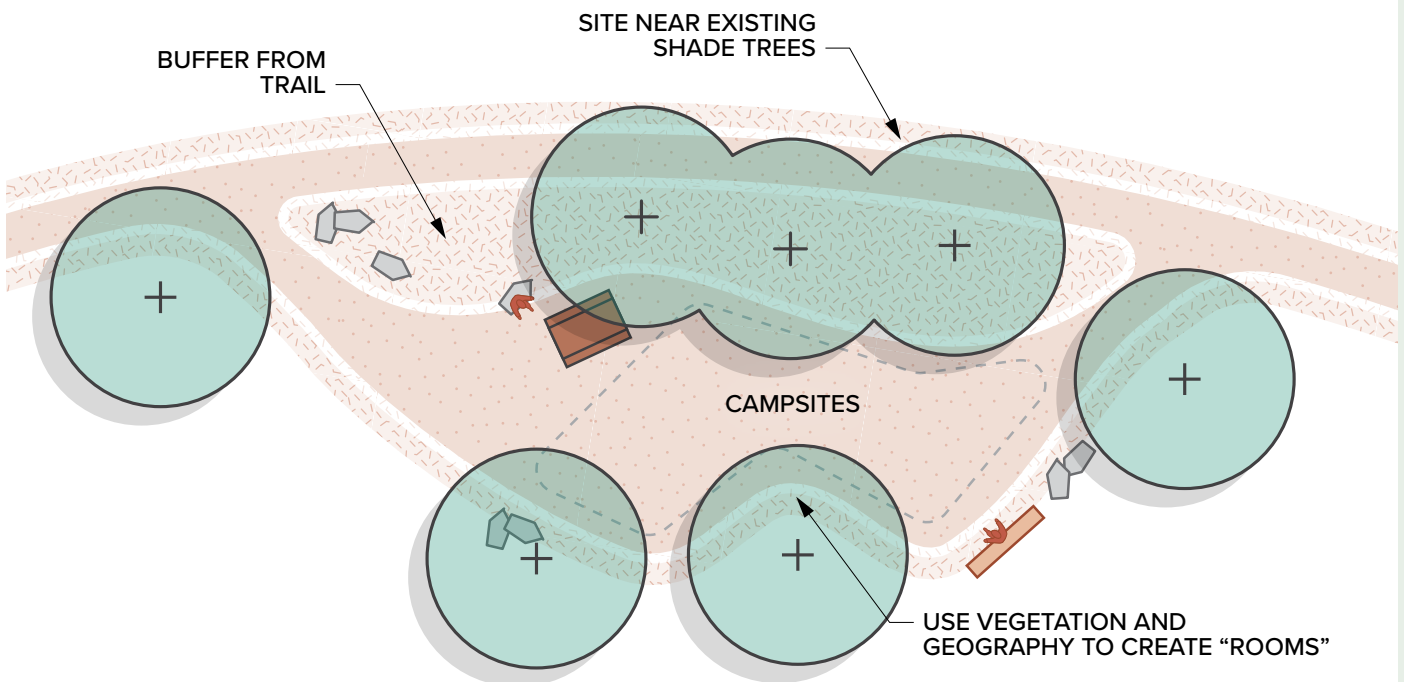 SITE NEAR EXISTING
SHADE TREES
BUFFER FROM
TRAIL
CAMPSITES
USE VEGETATION AND
GEOGRAPHY TO CREATE “ROOMS”